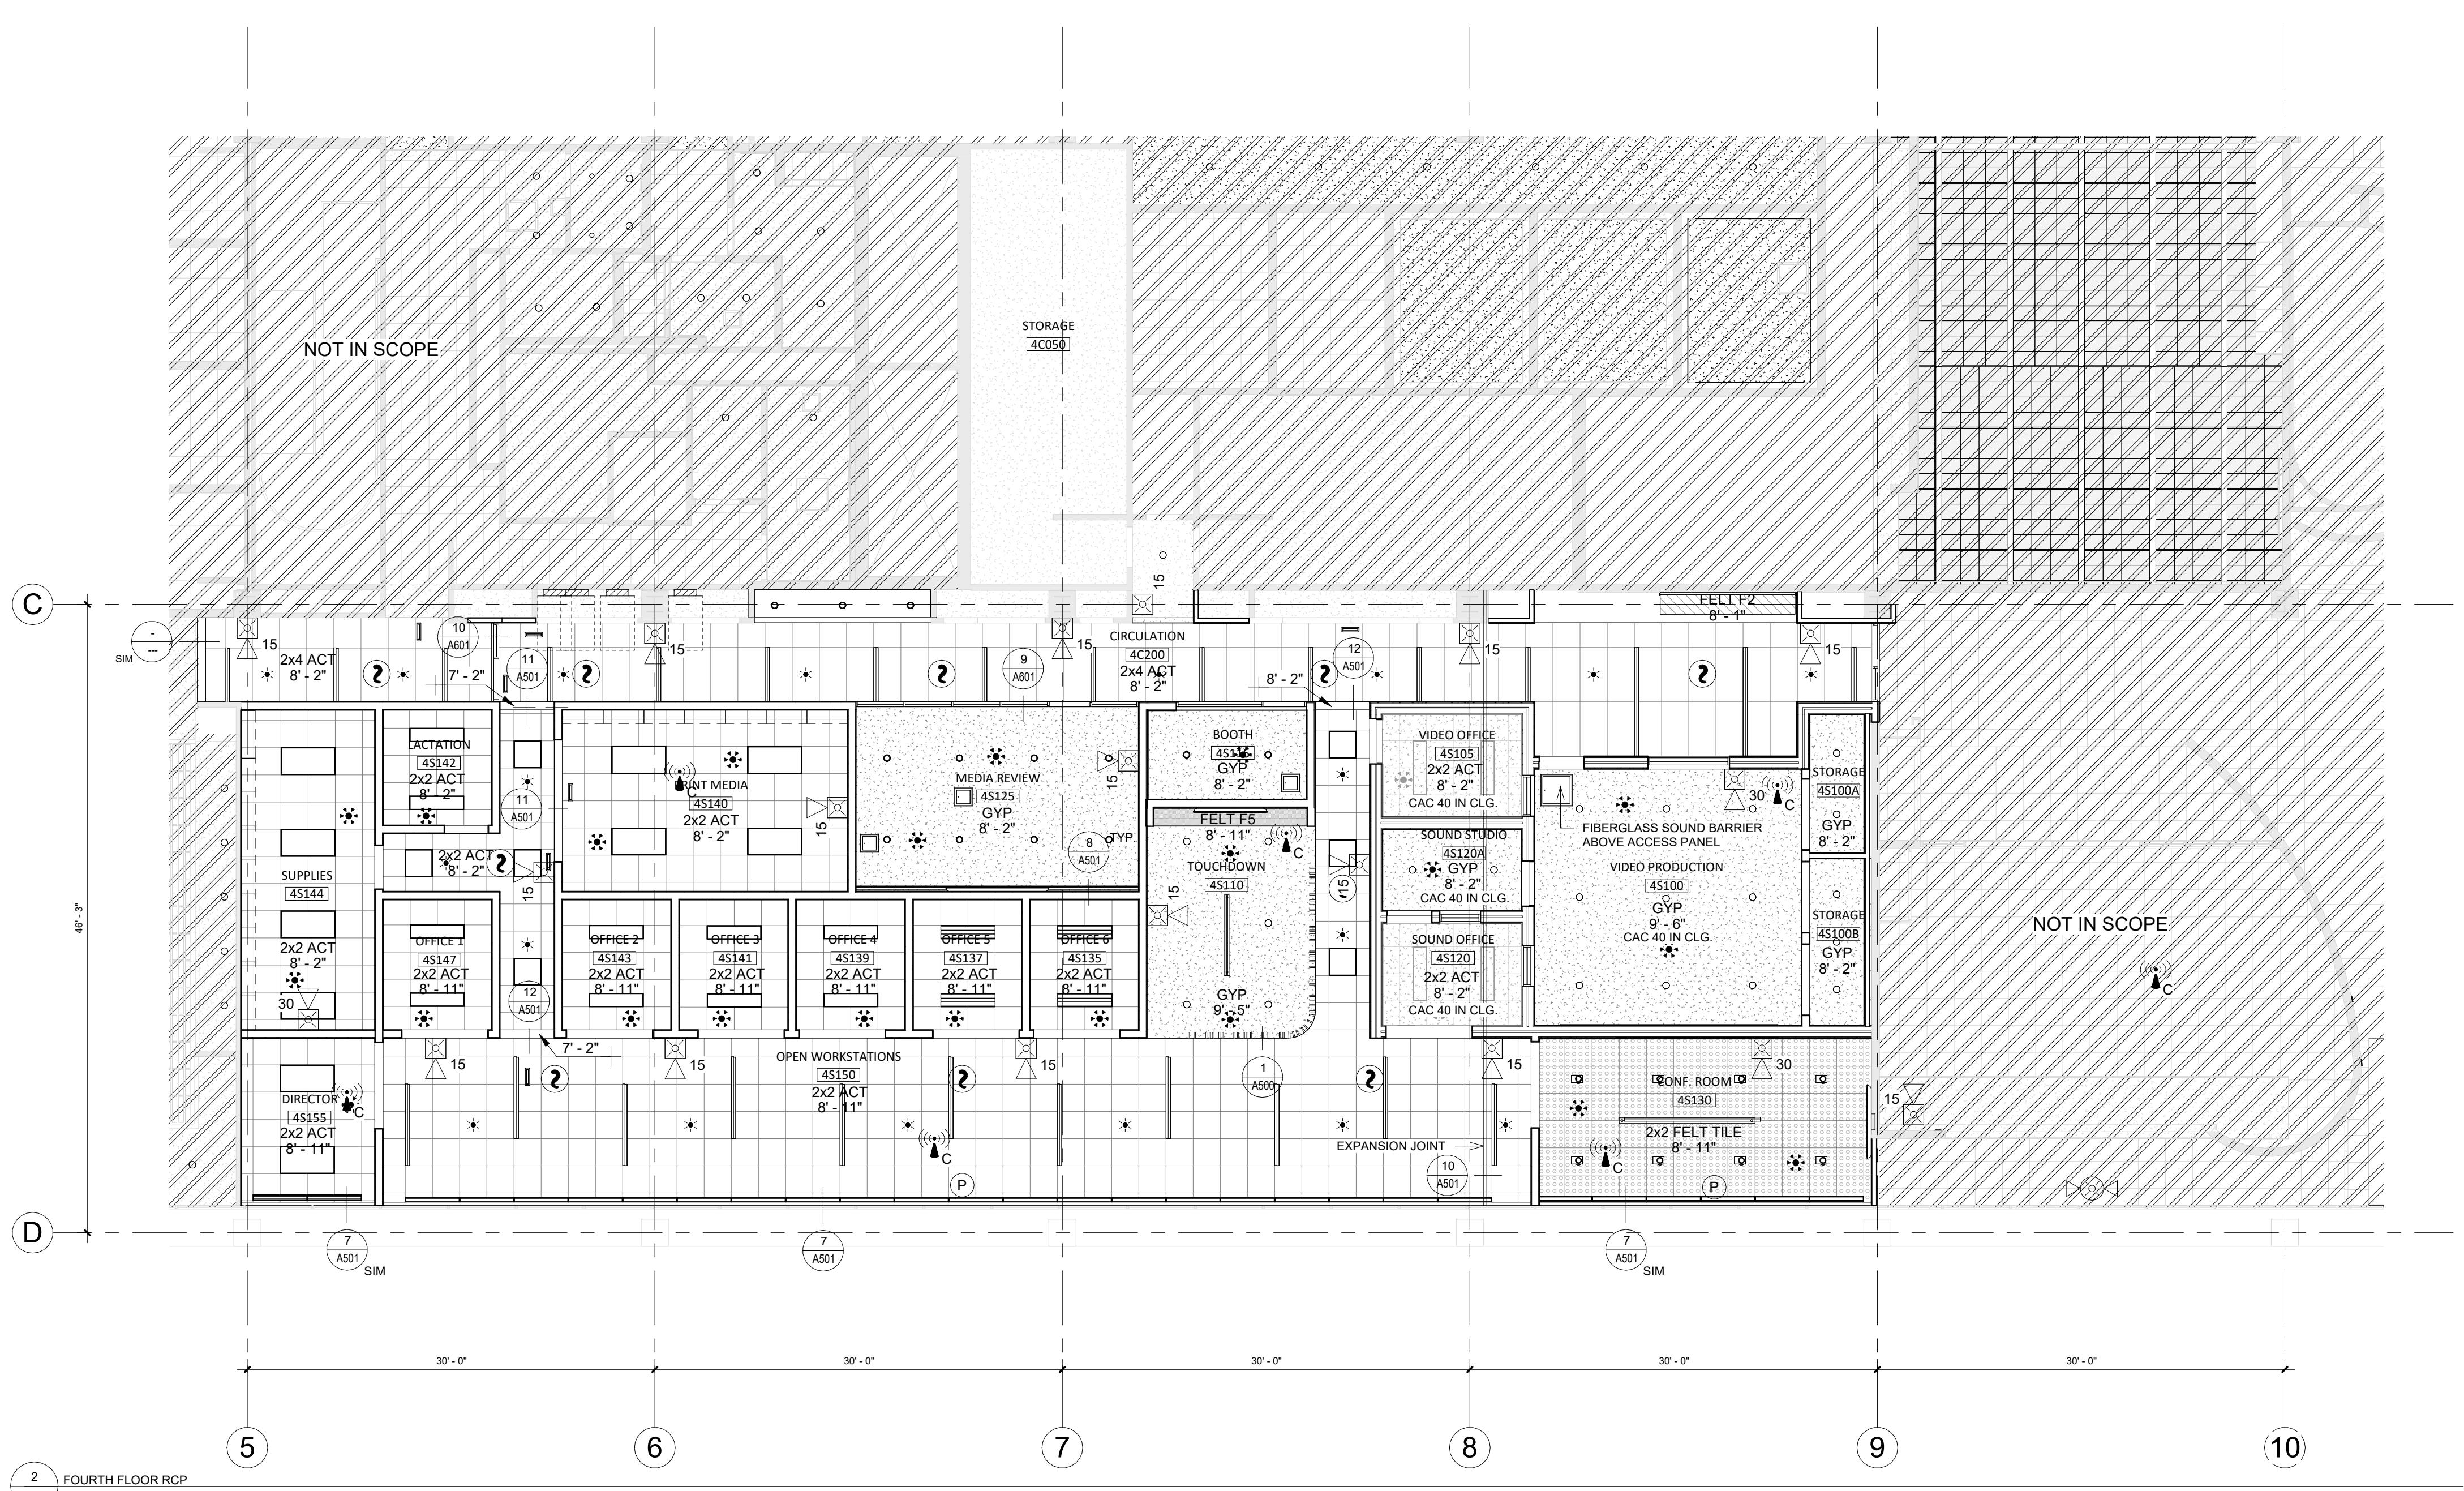 STORAGE
4C050
NOT IN SCOPE
C
FELT F2
8' - 1"
15
-
---
SIM
10
A601
15
2x4 ACT
8' - 2"
11
A501
7' - 2"
15
9
A601
15
CIRCULATION
4C200
2x4 ACT
8' - 2"
12
A501
8' - 2"
15
15
LACTATION
4S142
2x2 ACT
8' - 2"
11
A501
PRINT MEDIA
4S140
2x2 ACT
8' - 2"
C
15
MEDIA REVIEW
4S125
GYP
8' - 2"
15
TYP.
8
A501
BOOTH
GYP
8' - 2"
VIDEO OFFICE
4S105
2x2 ACT
8' - 2"
CAC 40 IN CLG.
30
C
STORAGE
4S100A
GYP
8' - 2"
FIBERGLASS SOUND BARRIER
ABOVE ACCESS PANEL
FELT F5
8' - 11"
C
TOUCHDOWN
4S110
15
GYP
9' - 5"
15
SOUND STUDIO
4S120A
GYP
8' - 2"
CAC 40 IN CLG.
VIDEO PRODUCTION
4S100
GYP
9' - 6"
CAC 40 IN CLG.
STORAGE
4S100B
GYP
8' - 2"
SUPPLIES
4S144
2x2 ACT
8' - 2"
30
2x2 ACT
8' - 2"
15
OFFICE 1
4S147
2x2 ACT
8' - 11"
12
A501
OFFICE 2
4S143
2x2 ACT
8' - 11"
OFFICE 3
4S141
2x2 ACT
8' - 11"
OFFICE 4
4S139
2x2 ACT
8' - 11"
OFFICE 5
4S137
2x2 ACT
8' - 11"
OFFICE 6
4S135
2x2 ACT
8' - 11"
SOUND OFFICE
4S120
2x2 ACT
8' - 2"
CAC 40 IN CLG.
NOT IN SCOPE
C
46' - 3"
15
7' - 2"
15
OPEN WORKSTATIONS
4S150
2x2 ACT
8' - 11"
15
1
A500
15
30
DIRECTOR
4S155
2x2 ACT
8' - 11"
C
C
P
EXPANSION JOINT
10
A501
CONF. ROOM
4S130
2x2 FELT TILE
8' - 11"
C
P
15
D
7
A501
SIM
7
A501
7
A501
SIM
30' - 0"
30' - 0"
30' - 0"
30' - 0"
30' - 0"
5
6
7
8
9
10
2
FOURTH FLOOR RCP